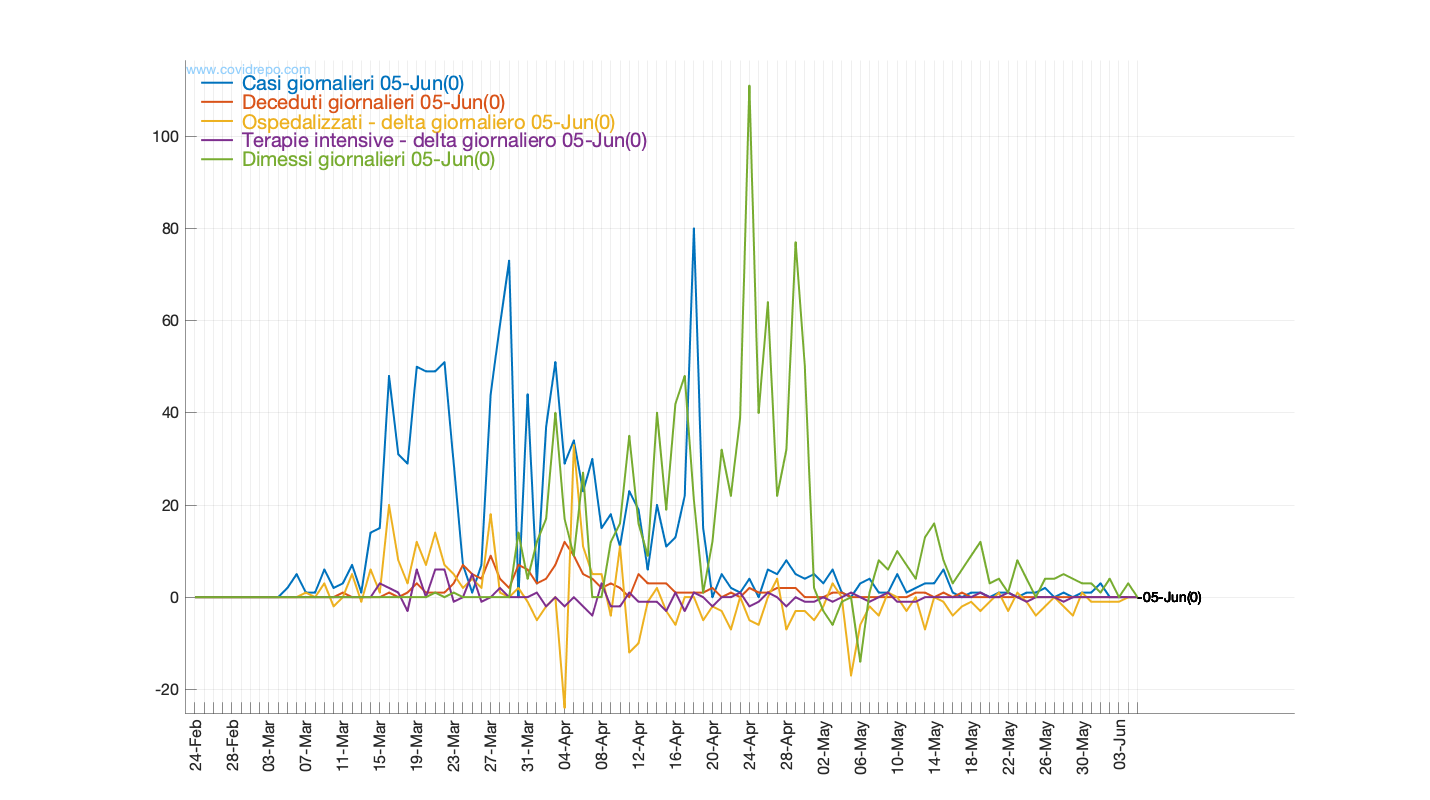 www.covidrepo.com
Casi giornalieri 05-Jun(0)
Deceduti giornalieri 05-Jun(0)
Ospedalizzati - delta giornaliero 05-Jun(0)
Terapie intensive - delta giornaliero 05-Jun(0)
Dimessi giornalieri 05-Jun(0)
100
80
60
40
20
0
-20
-05-Jun(0)
24-Feb
28-Feb
03-Mar
07-Mar
11-Mar
15-Mar
19-Mar
23-Mar
27-Mar
31-Mar
04-Apr
08-Apr
12-Apr
16-Apr
20-Apr
24-Apr
28-Apr
02-May
06-May
10-May
14-May
18-May
22-May
26-May
30-May
03-Jun